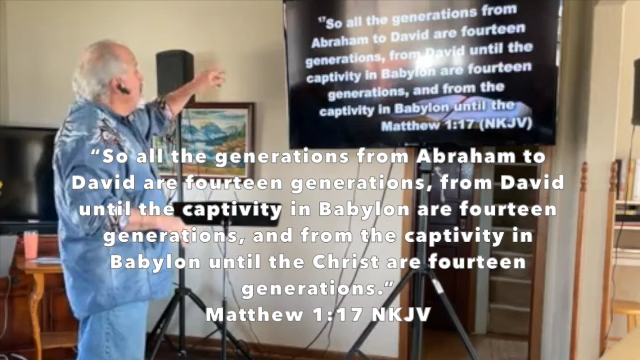 ¹⁷So all the generations from
Abraham to David are fourteen
generations, from David until the
captivity in Babylon are fourteen
generations, and from the
captivity in Babylon until the
Matthew 1:17 (NKJV)
“So all the generations from Abraham to
David are fourteen generations, from David
until the captivity in Babylon are fourteen
generations, and from the captivity in
Babylon until the Christ are fourteen
generations.”
Matthew 1:17 NKJV